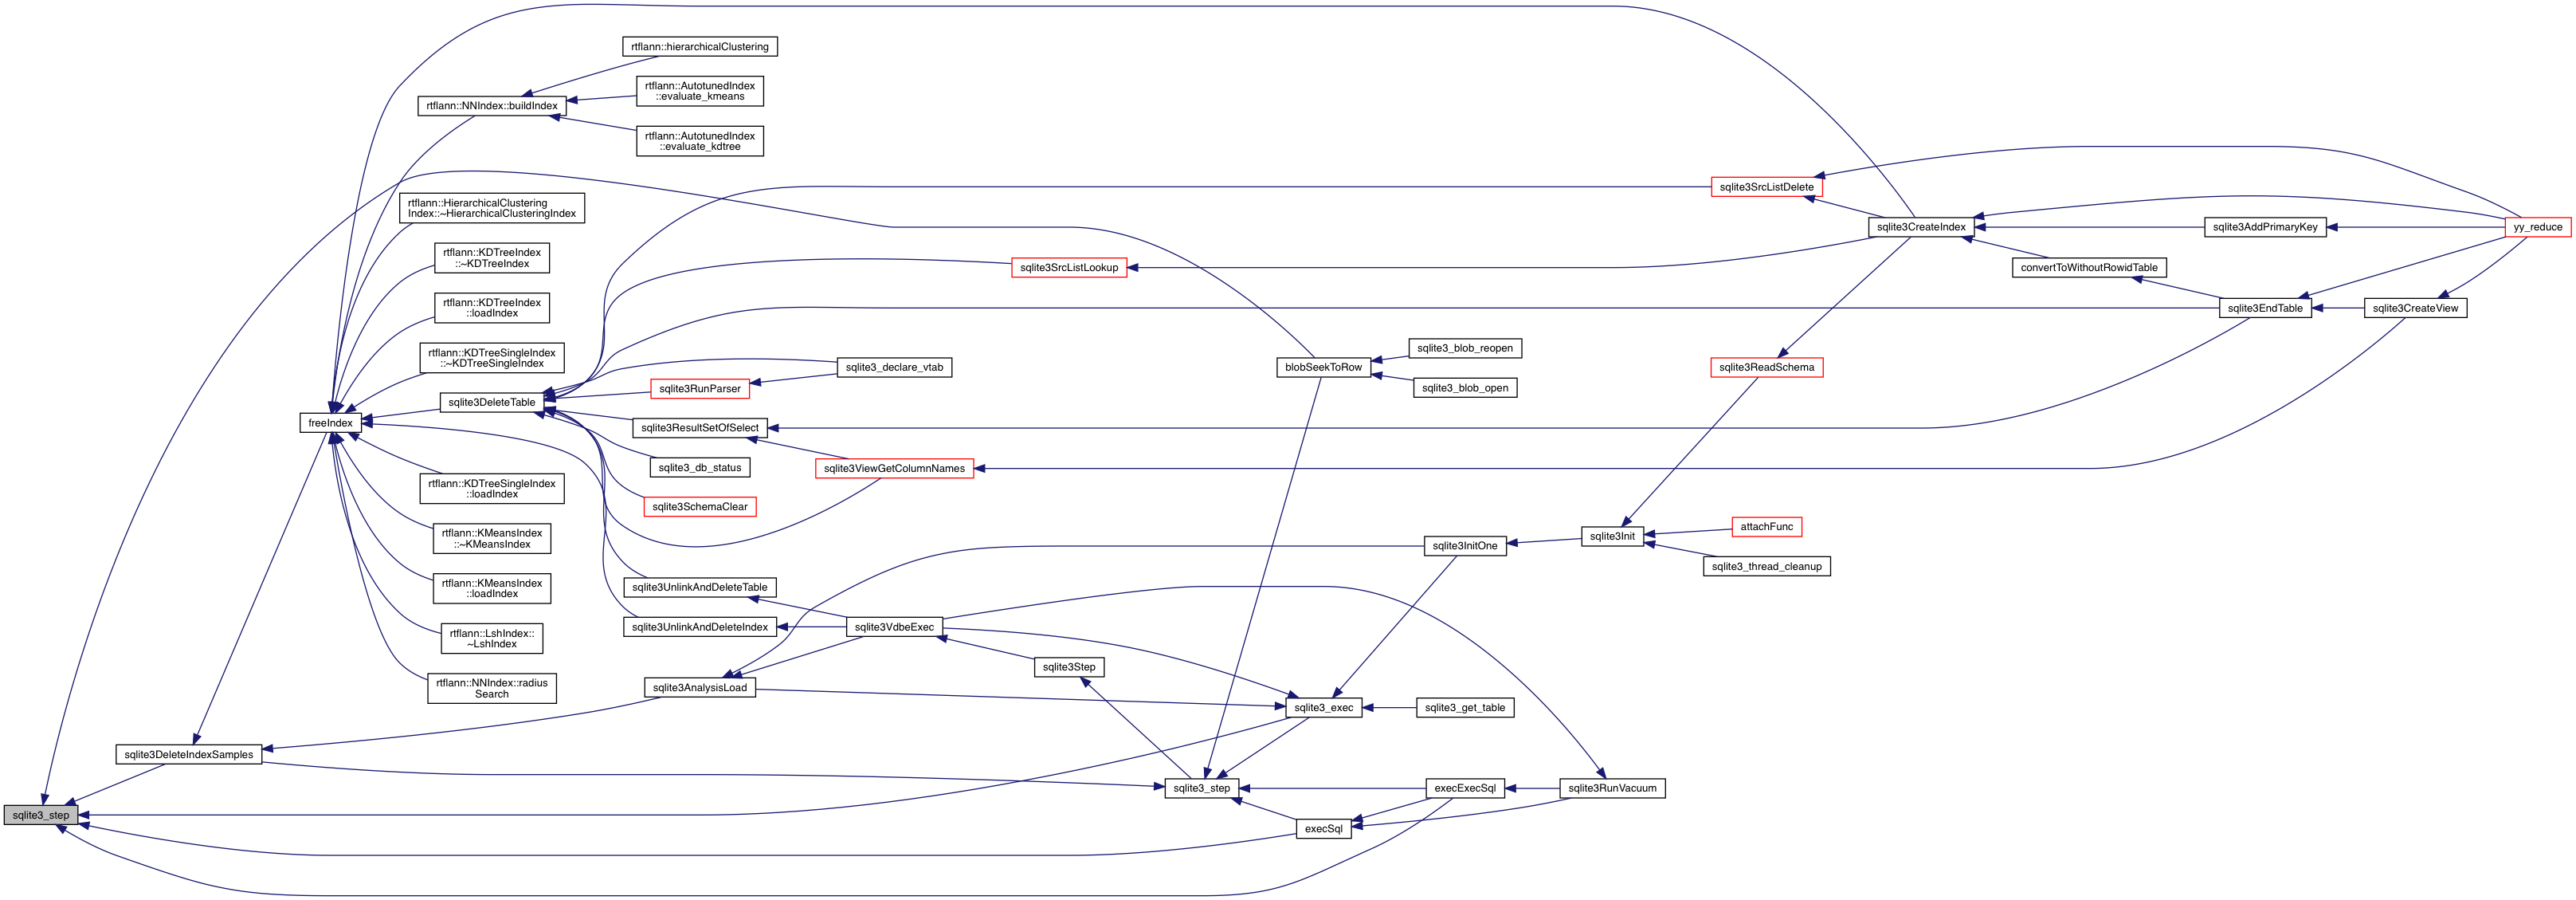 rtflann::hierarchicalClustering
rtflann::AutotunedIndex
::evaluate_kmeans
rtflann::NNIndex::buildIndex
rtflann::AutotunedIndex
::evaluate_kdtree
sqlite3SrcListDelete
rtflann::HierarchicalClustering
Index::~HierarchicalClusteringIndex
sqlite3CreateIndex
sqlite3AddPrimaryKey
yy_reduce
rtflann::KDTreeIndex
::~KDTreeIndex
sqlite3SrcListLookup
convertToWithoutRowidTable
rtflann::KDTreeIndex
::loadIndex
sqlite3EndTable
sqlite3CreateView
rtflann::KDTreeSingleIndex
::~KDTreeSingleIndex
sqlite3_declare_vtab
blobSeekToRow
sqlite3_blob_reopen
sqlite3ReadSchema
sqlite3RunParser
sqlite3_blob_open
sqlite3DeleteTable
freeIndex
sqlite3ResultSetOfSelect
sqlite3_db_status
sqlite3ViewGetColumnNames
rtflann::KDTreeSingleIndex
::loadIndex
sqlite3SchemaClear
attachFunc
rtflann::KMeansIndex
::~KMeansIndex
sqlite3InitOne
sqlite3Init
sqlite3_thread_cleanup
rtflann::KMeansIndex
::loadIndex
sqlite3UnlinkAndDeleteTable
sqlite3UnlinkAndDeleteIndex
sqlite3VdbeExec
rtflann::LshIndex::
~LshIndex
sqlite3Step
rtflann::NNIndex::radius
Search
sqlite3AnalysisLoad
sqlite3_exec
sqlite3_get_table
sqlite3DeleteIndexSamples
sqlite3_step
execExecSql
sqlite3RunVacuum
sqlite3_step
execSql